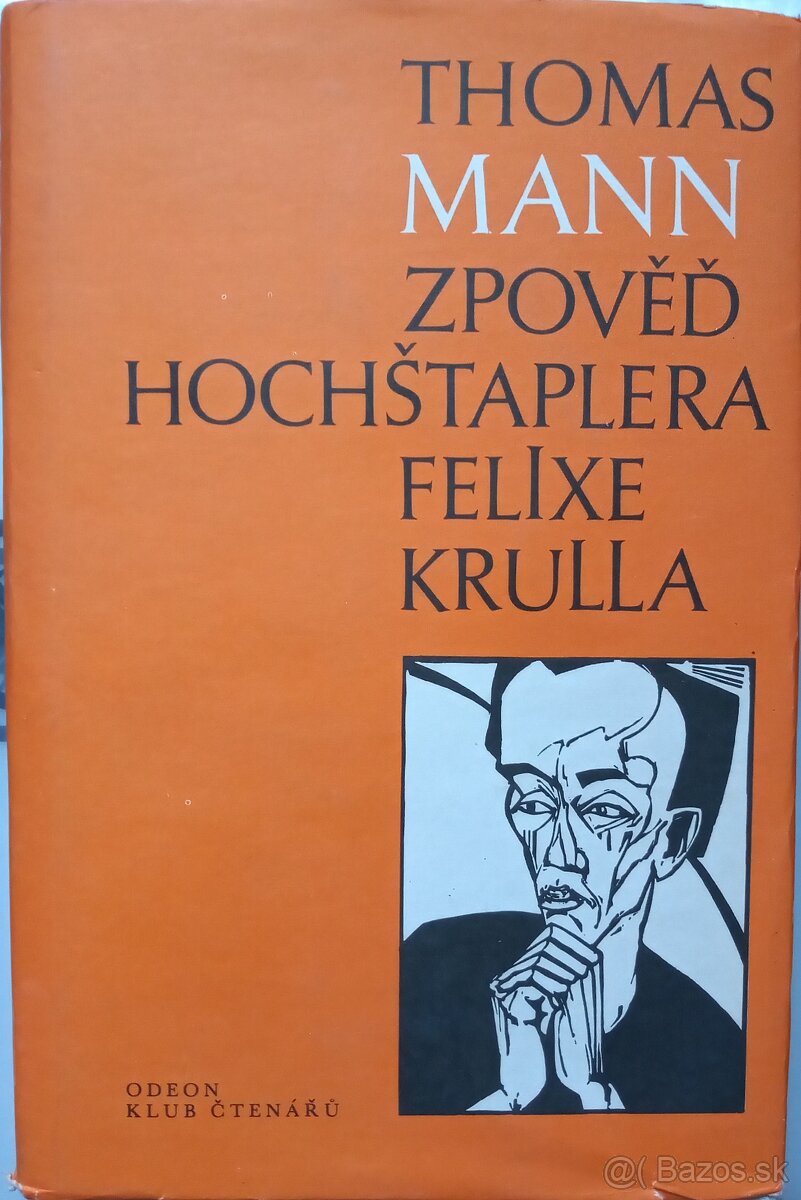 THOMAS
MANN
ZPOVĚĎ
HOCHŠTAPLERA
FELIXE
KRULLA
ODEON
KLUB ČTENÁŘŮ
@( Bazos.sk